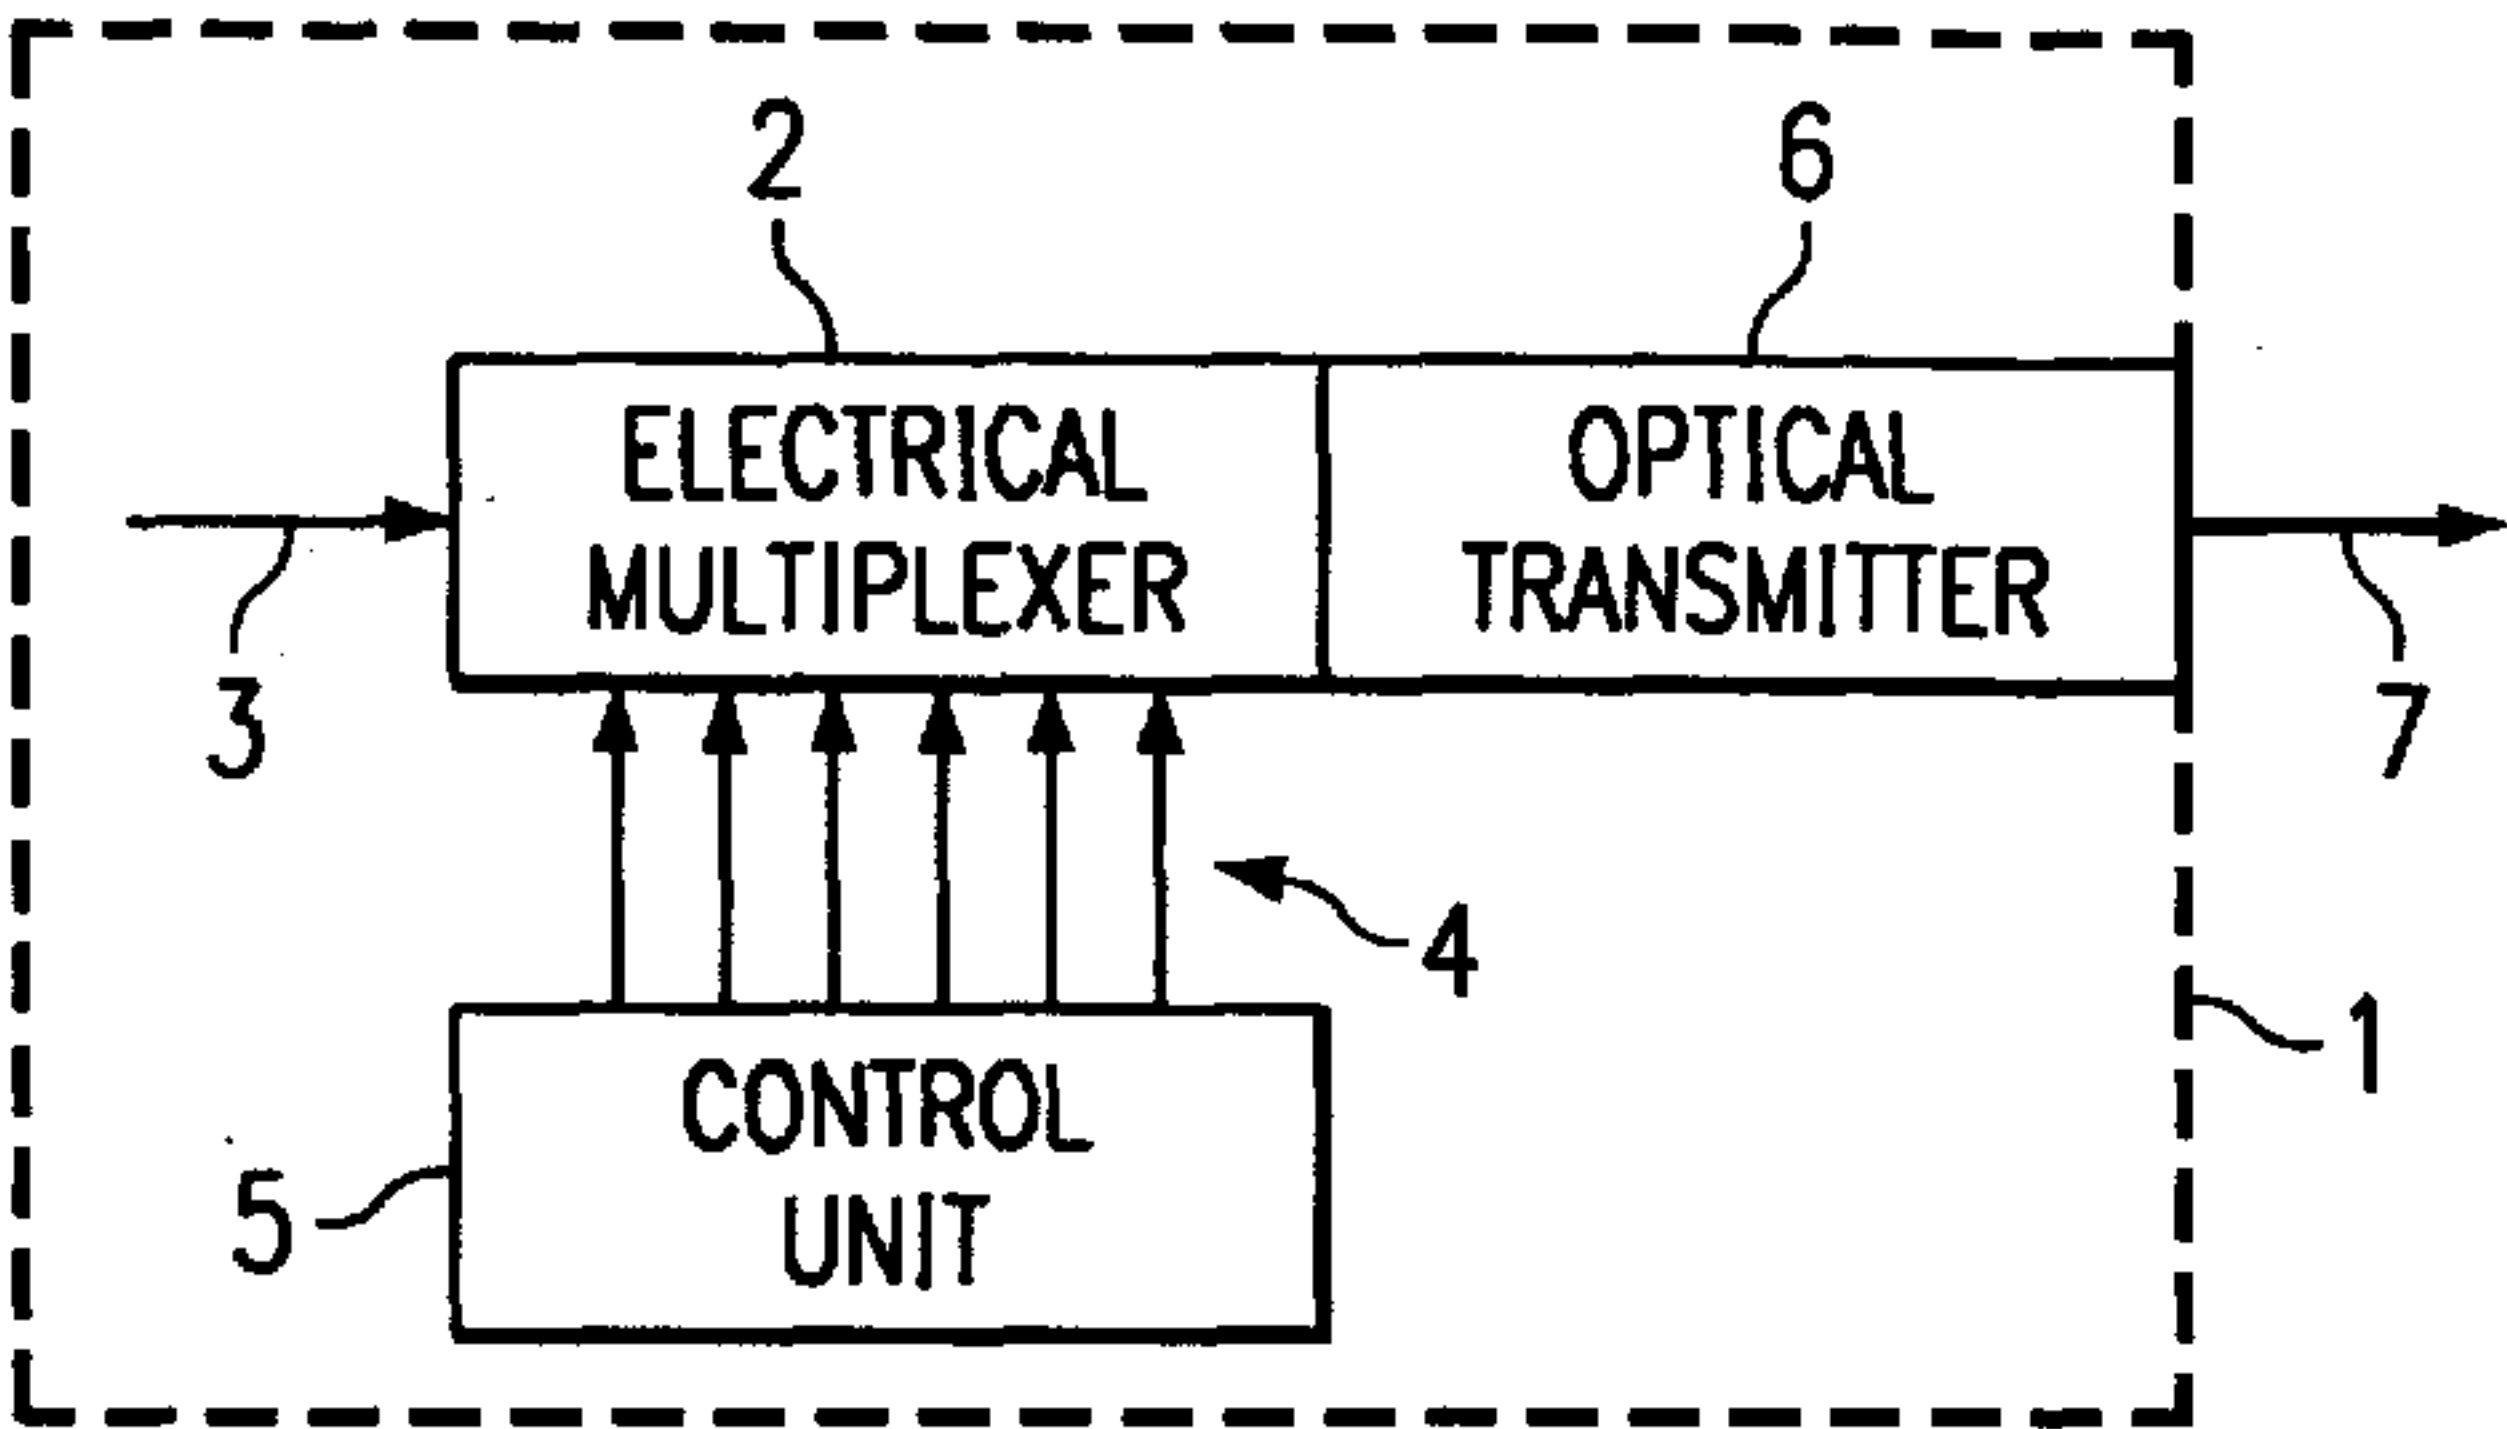 2
6
ELECTRICAL
MULTIPLEXER
OPTICAL
TRANSMITTER
3
7
4
1
CONTROL
UNIT
5